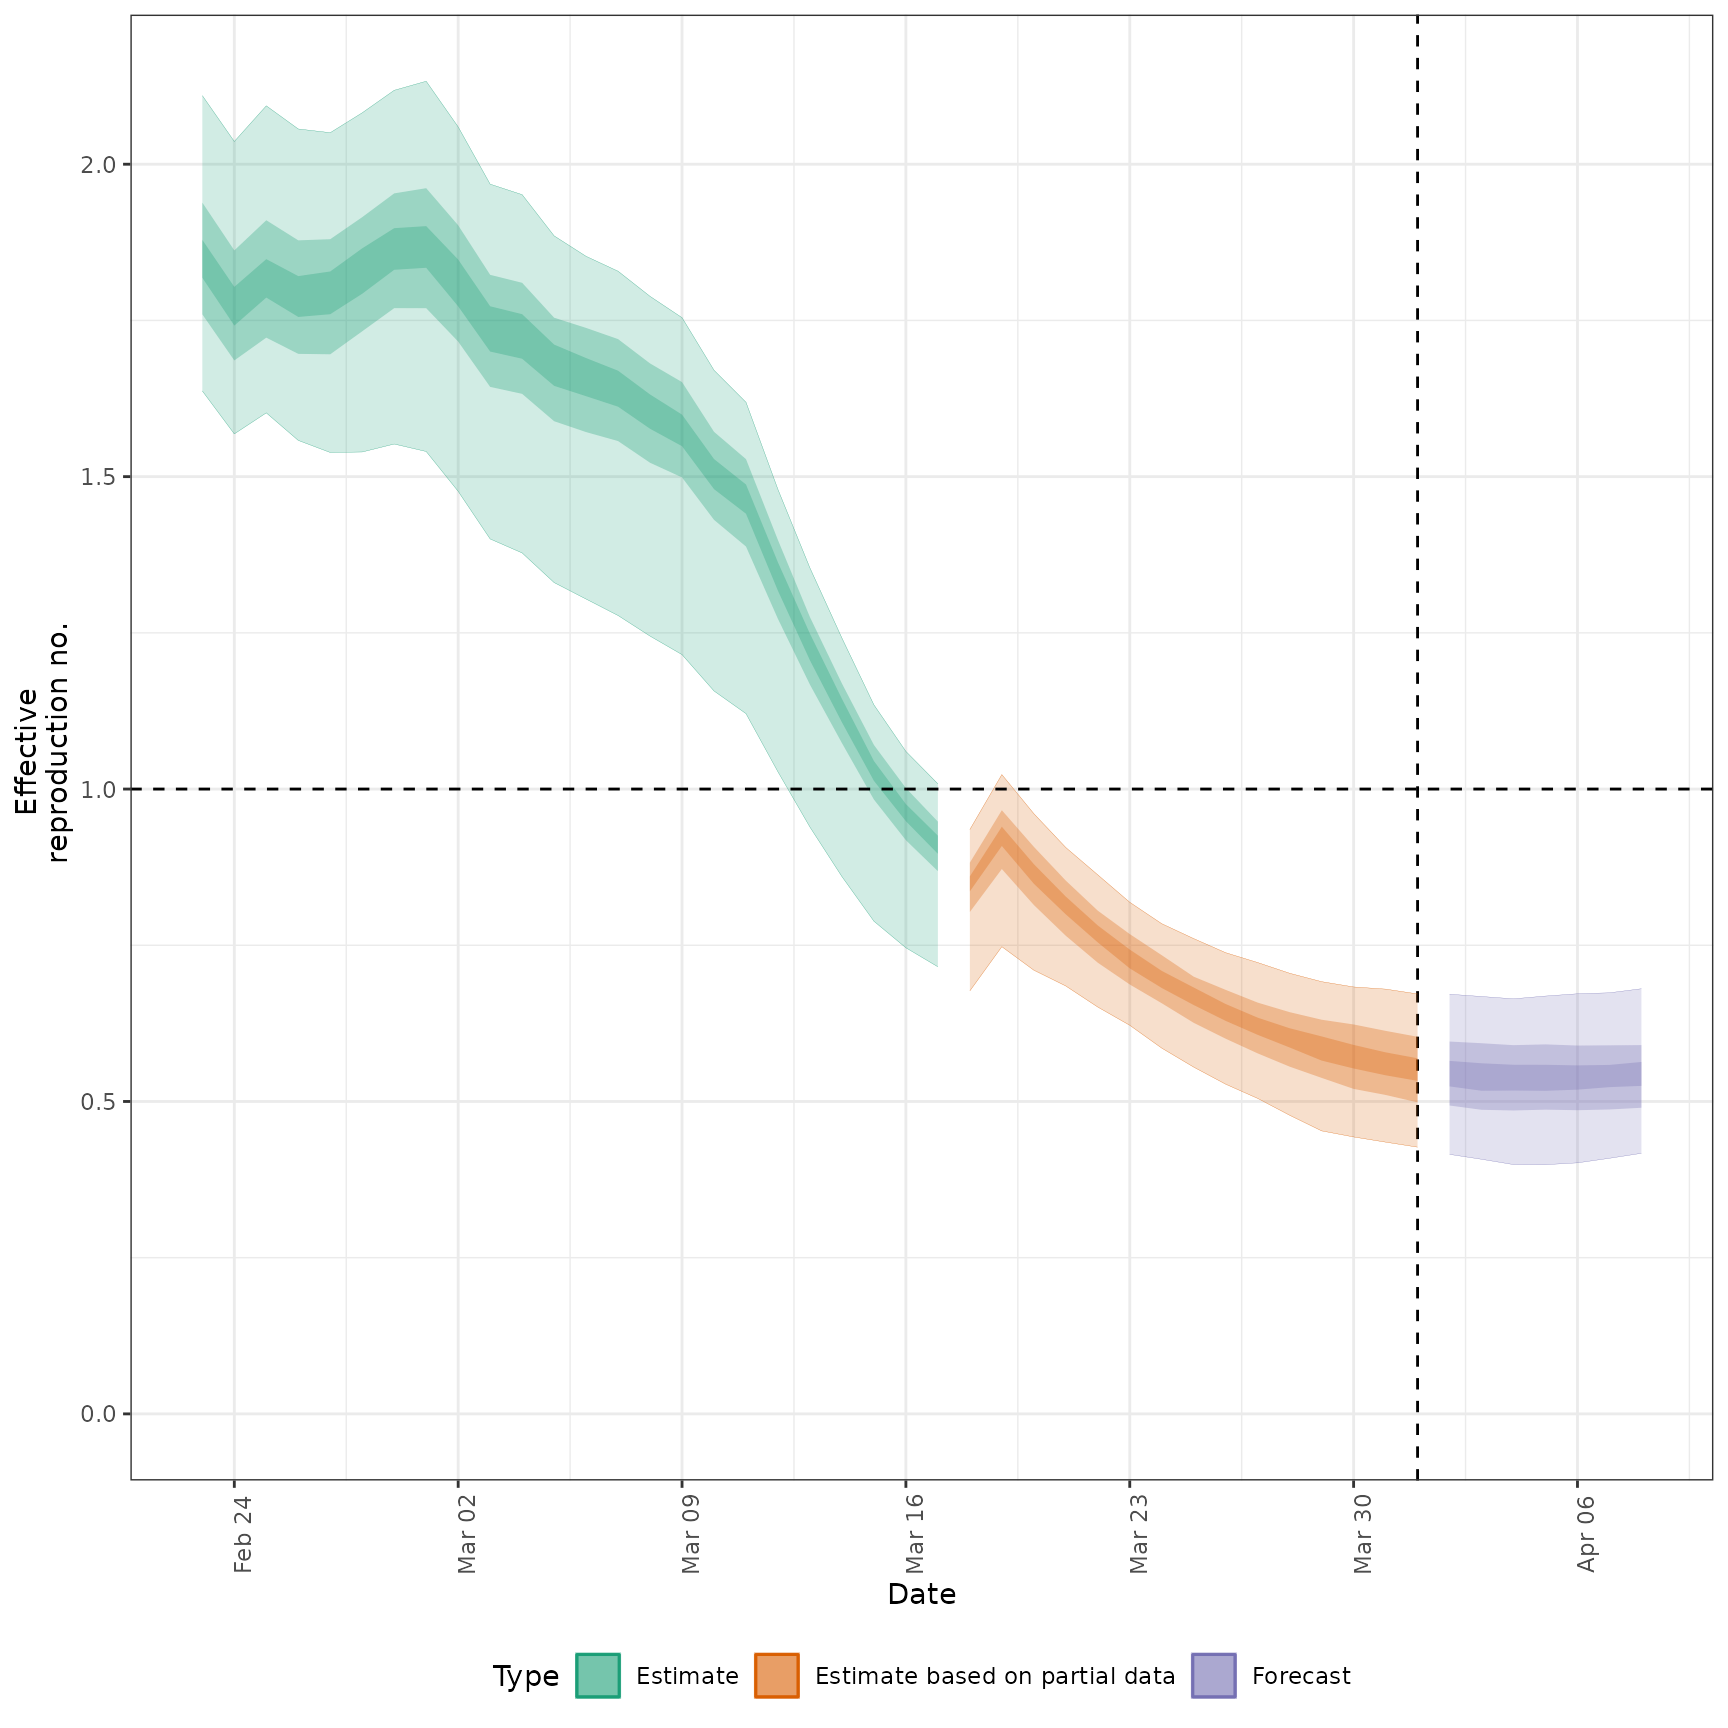 2.0
1.5
1.0
0.5
0.0
Effective
reproduction no.
Feb 24
Mar 02
Mar 09
Mar 16
Mar 23
Mar 30
Apr 06
Date
Type Estimate Estimate based on partial data Forecast